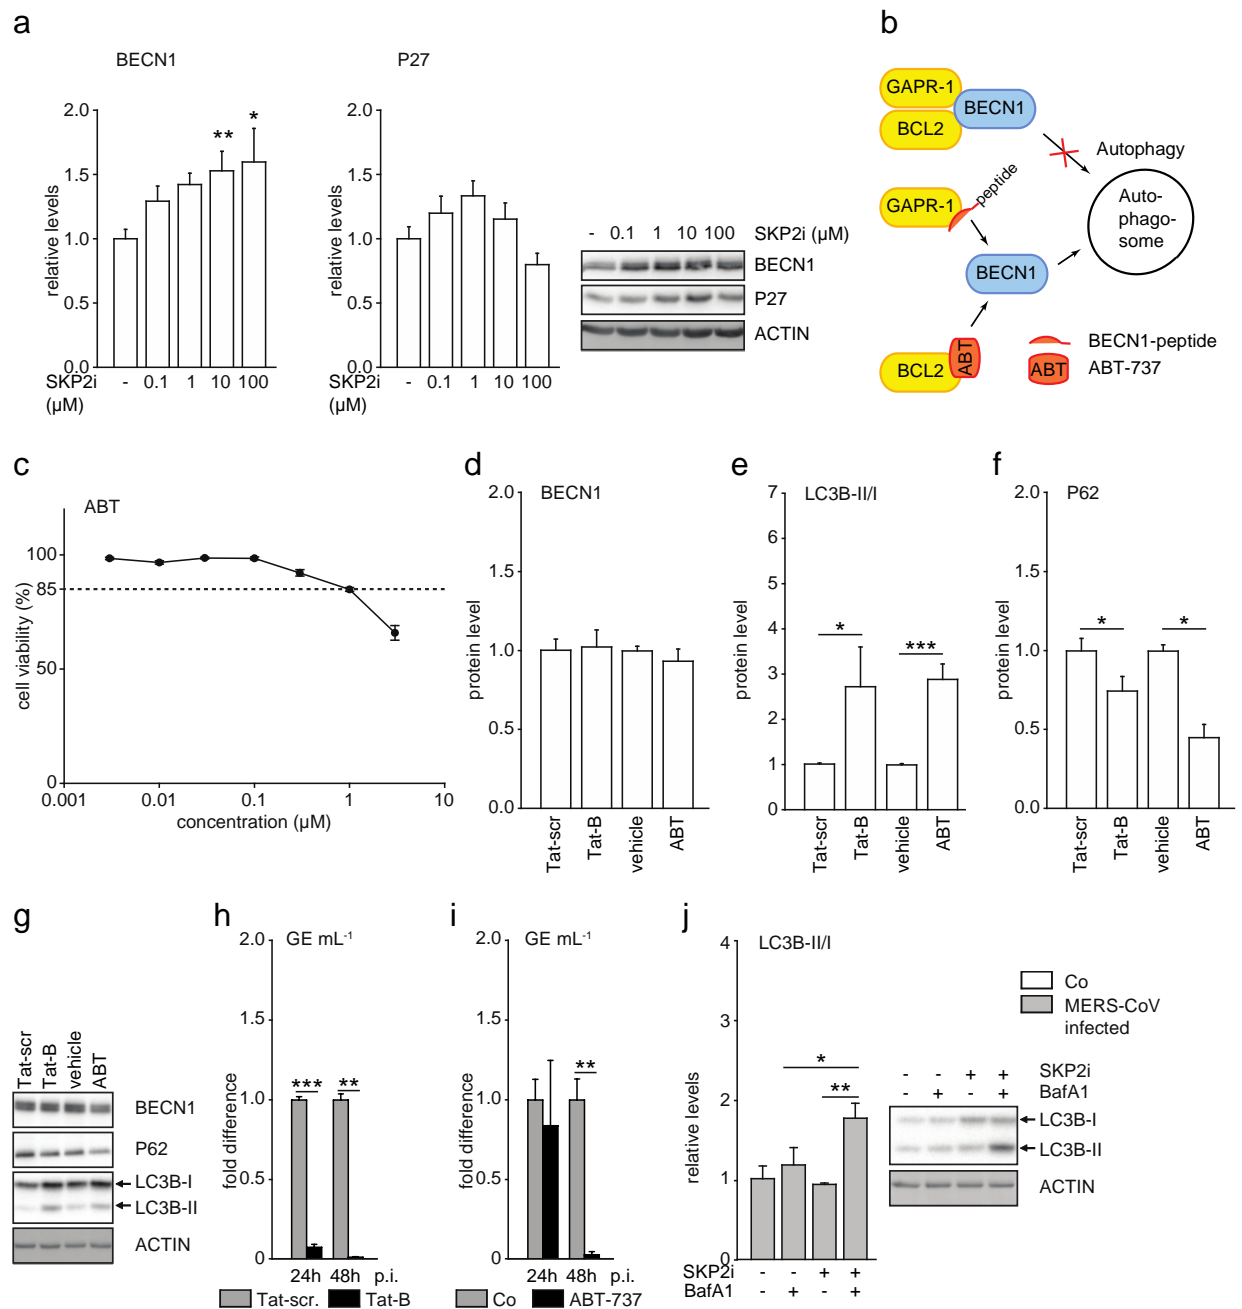 a
BECN1
relative levels
2.0
1.5
1.0
0.5
0.0
**
*
SKP2i
(µM)
- 0.1 1 10 100
P27
relative levels
2.0
1.5
1.0
0.5
0.0
SKP2i
(µM)
- 0.1 1 10 100
- 0.1 1 10 100 SKP2i (µM)
BECN1
P27
ACTIN
b
GAPR-1
BCL2
BECN1
Autophagy
GAPR-1
peptide
Auto-
phago-
some
BECN1
BCL2
ABT
BECN1-peptide
ABT
ABT-737
c
ABT
cell viability (%)
100
85
50
0
0.001 0.01 0.1 1 10
concentration (µM)
d
BECN1
protein level
2.0
1.5
1.0
0.5
0.0
Tat-scr
Tat-B
vehicle
ABT
e
LC3B-II/I
protein level
7
6
5
4
3
2
1
0
*
***
Tat-scr
Tat-B
vehicle
ABT
f
P62
protein level
2.0
1.5
1.0
0.5
0.0
*
*
Tat-scr
Tat-B
vehicle
ABT
g
Tat-scr
Tat-B
vehicle
ABT
BECN1
P62
LC3B-I
LC3B-II
ACTIN
h
GE mL-1
fold difference
2.0
1.5
1.0
0.5
0
***
**
24h 48h p.i.
Tat-scr. Tat-B
i
GE mL-1
fold difference
2.0
1.5
1.0
0.5
0
**
24h 48h p.i.
Co ABT-737
j
LC3B-II/I
relative levels
4
3
2
1
0
*
**
SKP2i - - + +
BafA1 - + - +
Co
MERS-CoV
infected
- - + + SKP2i
- + - + BafA1
LC3B-I
LC3B-II
ACTIN